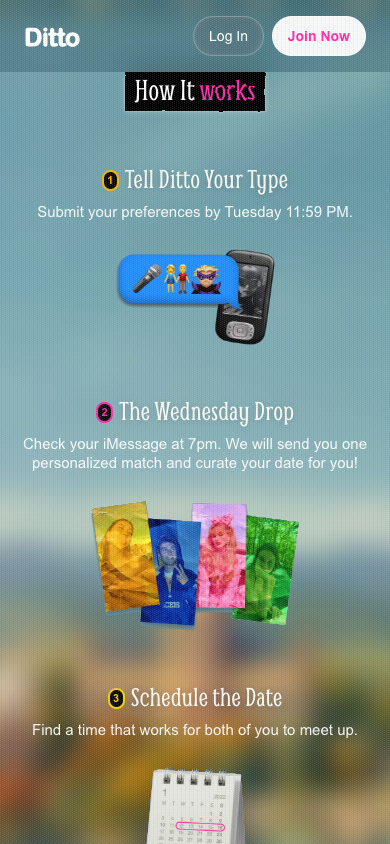 Ditto
Log In
Join Now
How It works
1 Tell Ditto Your Type
Submit your preferences by Tuesday 11:59 PM.
2 The Wednesday Drop
Check your iMessage at 7pm. We will send you one
personalized match and curate your date for you!
3 Schedule the Date
Find a time that works for both of you to meet up.
1